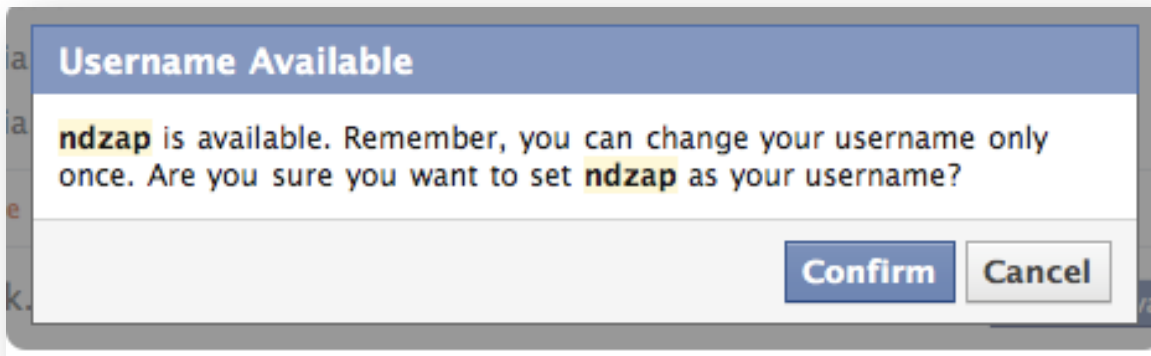 Username Available
ndzap is available. Remember, you can change your username only
once. Are you sure you want to set ndzap as your username?
Confirm Cancel